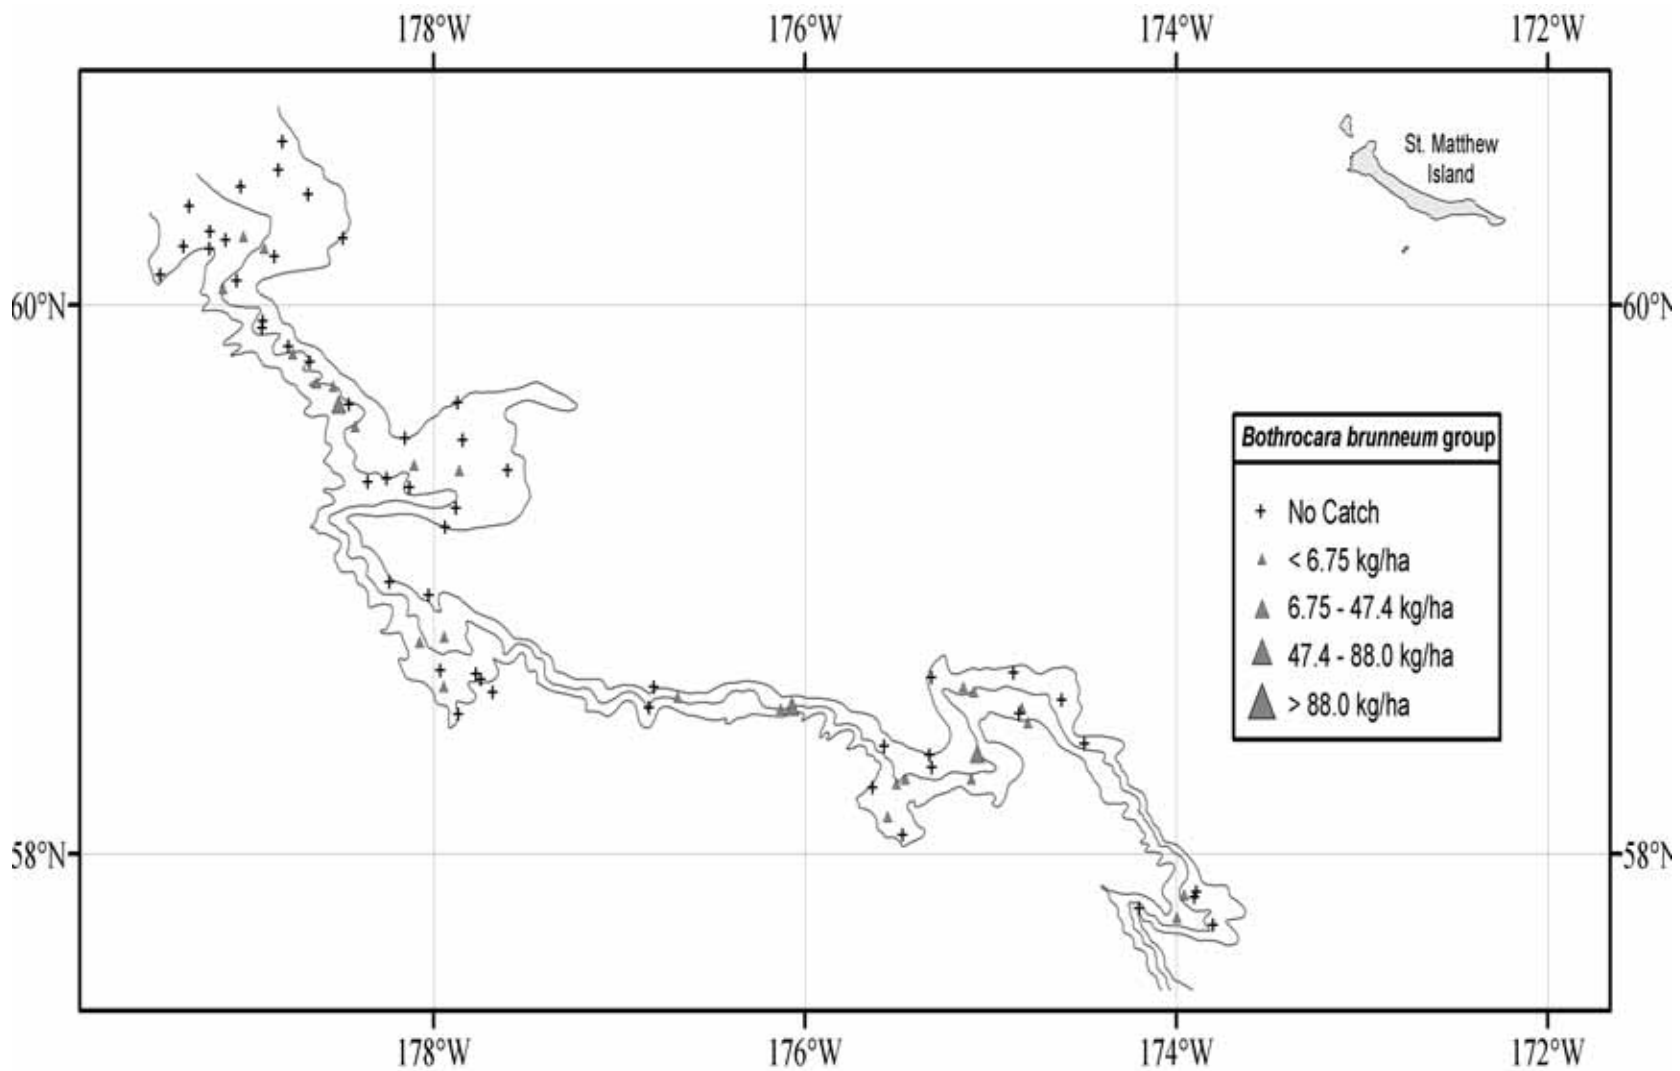 178°W 176°W 174°W 172°W
St. Matthew
Island
60°N 60°N
Bothrocara brunneum group
No Catch
< 6.75 kg/ha
6.75 - 47.4 kg/ha
47.4 - 88.0 kg/ha
> 88.0 kg/ha
58°N 58°N
178°W 176°W 174°W 172°W